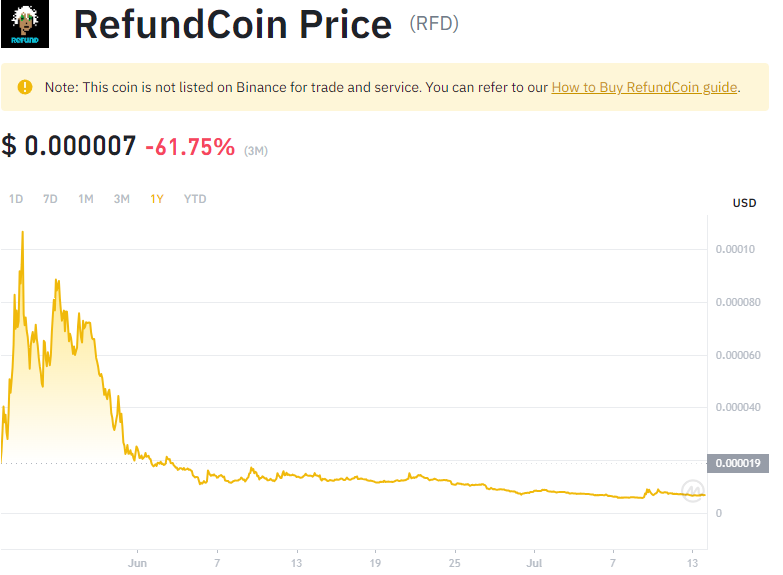 REFUND
RefundCoin Price (RFD)
Note: This coin is not listed on Binance for trade and service. You can refer to our How to Buy RefundCoin guide.
$ 0.000007 -61.75% (3M)
1D 7D 1M 3M 1Y YTD
USD
0.00010
0.000080
0.000060
0.000040
0.000019
0
Jun 7 13 19 25 Jul 7 13